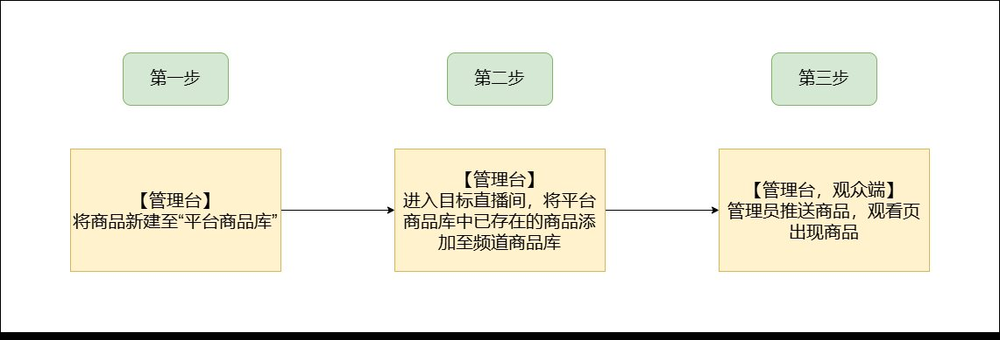 第一步
第二步
第三步
【管理台】
将商品新建至“平台商品库”
【管理台】
进入目标直播间，将平台
商品库中已存在的商品添
加至频道商品库
【管理台，观众端】
管理员推送商品，观看页
出现商品